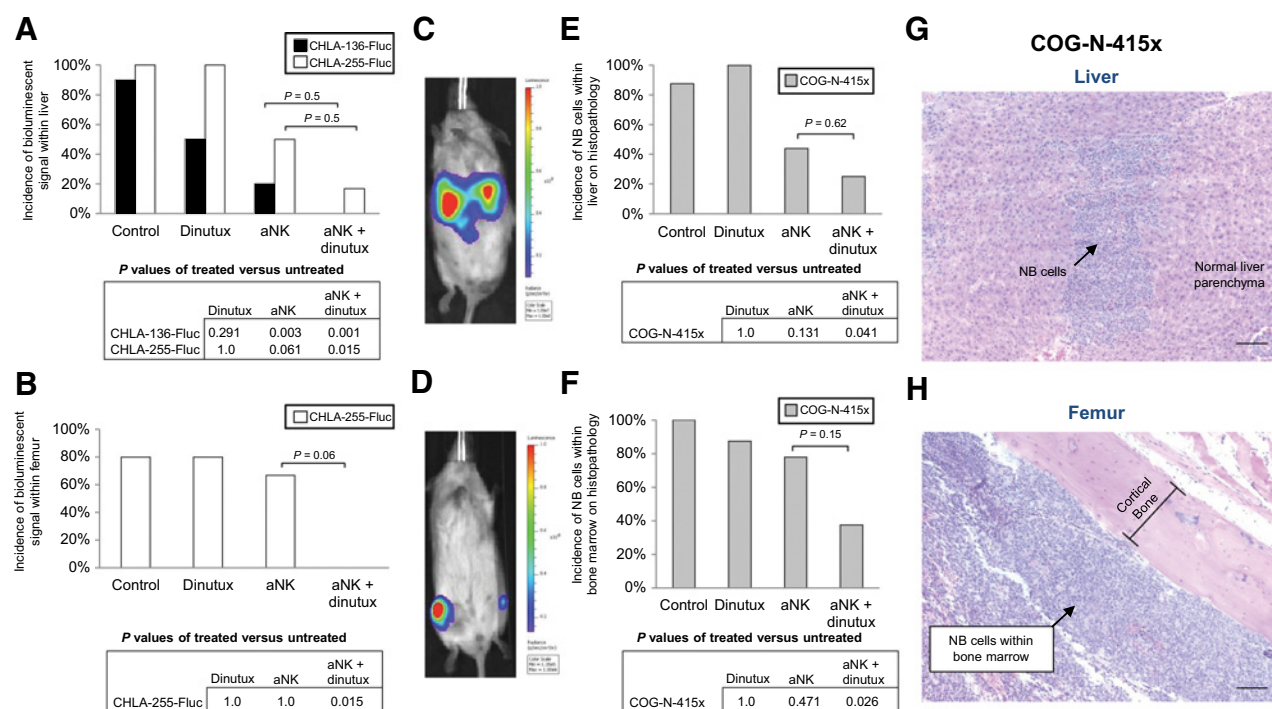 A
CHLA-136-Fluc
CHLA-255-Fluc
Incidence of bioluminescent
signal within liver
100%
80%
60%
40%
20%
0%
P = 0.5
P = 0.5
Control
Dinutux
aNK
aNK +
dinutux
P values of treated versus untreated
Dinutux aNK aNK +
dinutux
CHLA-136-Fluc 0.291 0.003 0.001
CHLA-255-Fluc 1.0 0.061 0.015
B
CHLA-255-Fluc
Incidence of bioluminescent
signal within femur
100%
80%
60%
40%
20%
0%
P = 0.06
Control
Dinutux
aNK
aNK +
dinutux
P values of treated versus untreated
Dinutux aNK aNK +
dinutux
CHLA-255-Fluc 1.0 1.0 0.015
C
Luminescence
D
Luminescence
E
COG-N-415x
Incidence of NB cells within
liver on histopathology
100%
80%
60%
40%
20%
0%
P = 0.62
Control
Dinutux
aNK
aNK +
dinutux
P values of treated versus untreated
Dinutux aNK aNK +
dinutux
COG-N-415x 1.0 0.131 0.041
F
COG-N-415x
Incidence of NB cells within
bone marrow on histopathology
100%
80%
60%
40%
20%
0%
P = 0.15
Control
Dinutux
aNK
aNK +
dinutux
P values of treated versus untreated
Dinutux aNK aNK +
dinutux
COG-N-415x 1.0 0.471 0.026
G
COG-N-415x
Liver
NB cells
Normal liver
parenchyma
H
Femur
Cortical
Bone
NB cells within
bone marrow